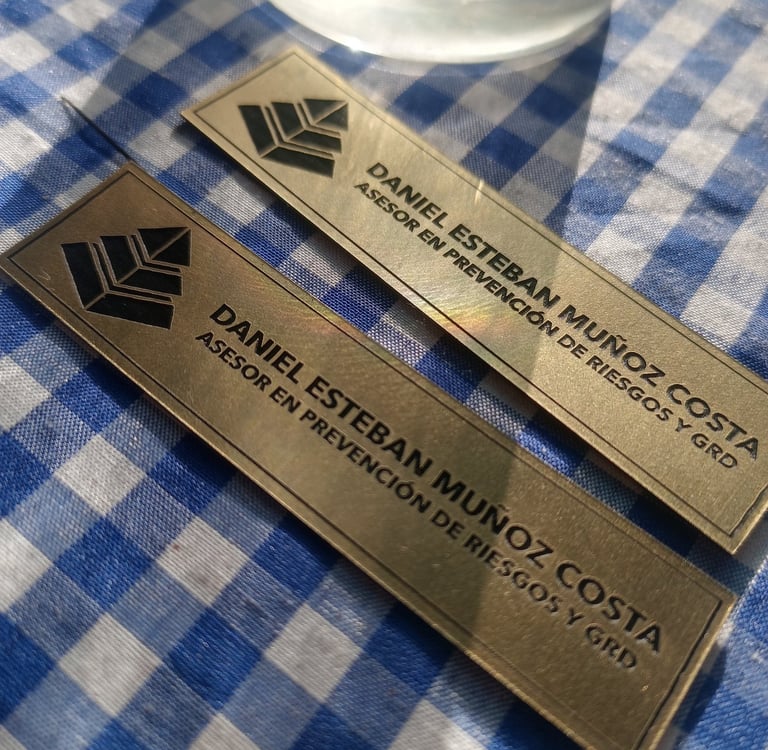 DANIEL ESTEBAN MUÑOZ COSTA
ASESOR EN PREVENCIÓN DE RIESGOS Y GRD
DANIEL ESTEBAN MUÑOZ COSTA
ASESOR EN PREVENCIÓN DE RIESGOS Y GRD